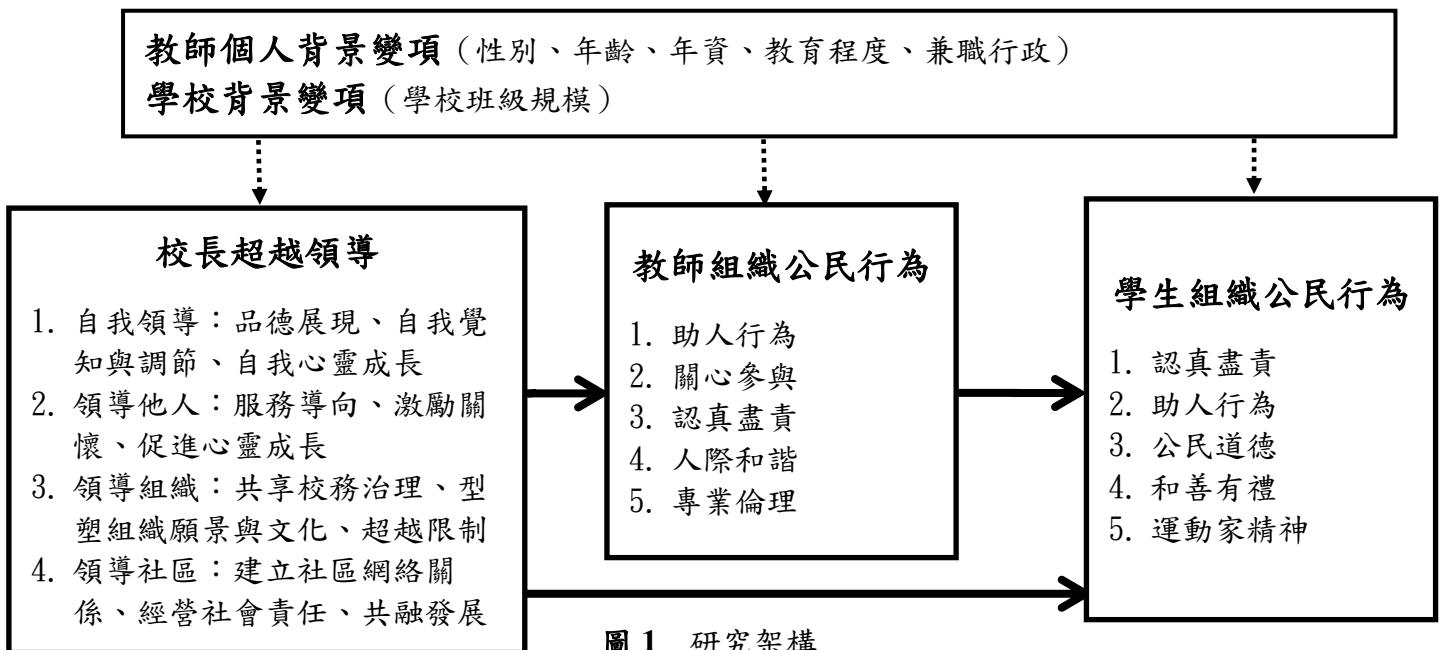 教師個人背景變項（性別、年齡、年資、教育程度、兼職行政）
學校背景變項（學校班級規模）
校長超越領導
1. 自我領導：品德展現、自我覺
知與調節、自我心靈成長
2. 領導他人：服務導向、激勵關
懷、促進心靈成長
3. 領導組織：共享校務治理、型
塑組織願景與文化、超越限制
4. 領導社區：建立社區網絡關
係、經營社會責任、共融發展
教師組織公民行為
1. 助人行為
2. 關心參與
3. 認真盡責
4. 人際和諧
5. 專業倫理
學生組織公民行為
1. 認真盡責
2. 助人行為
3. 公民道德
4. 和善有禮
5. 運動家精神
圖 1 研究架構